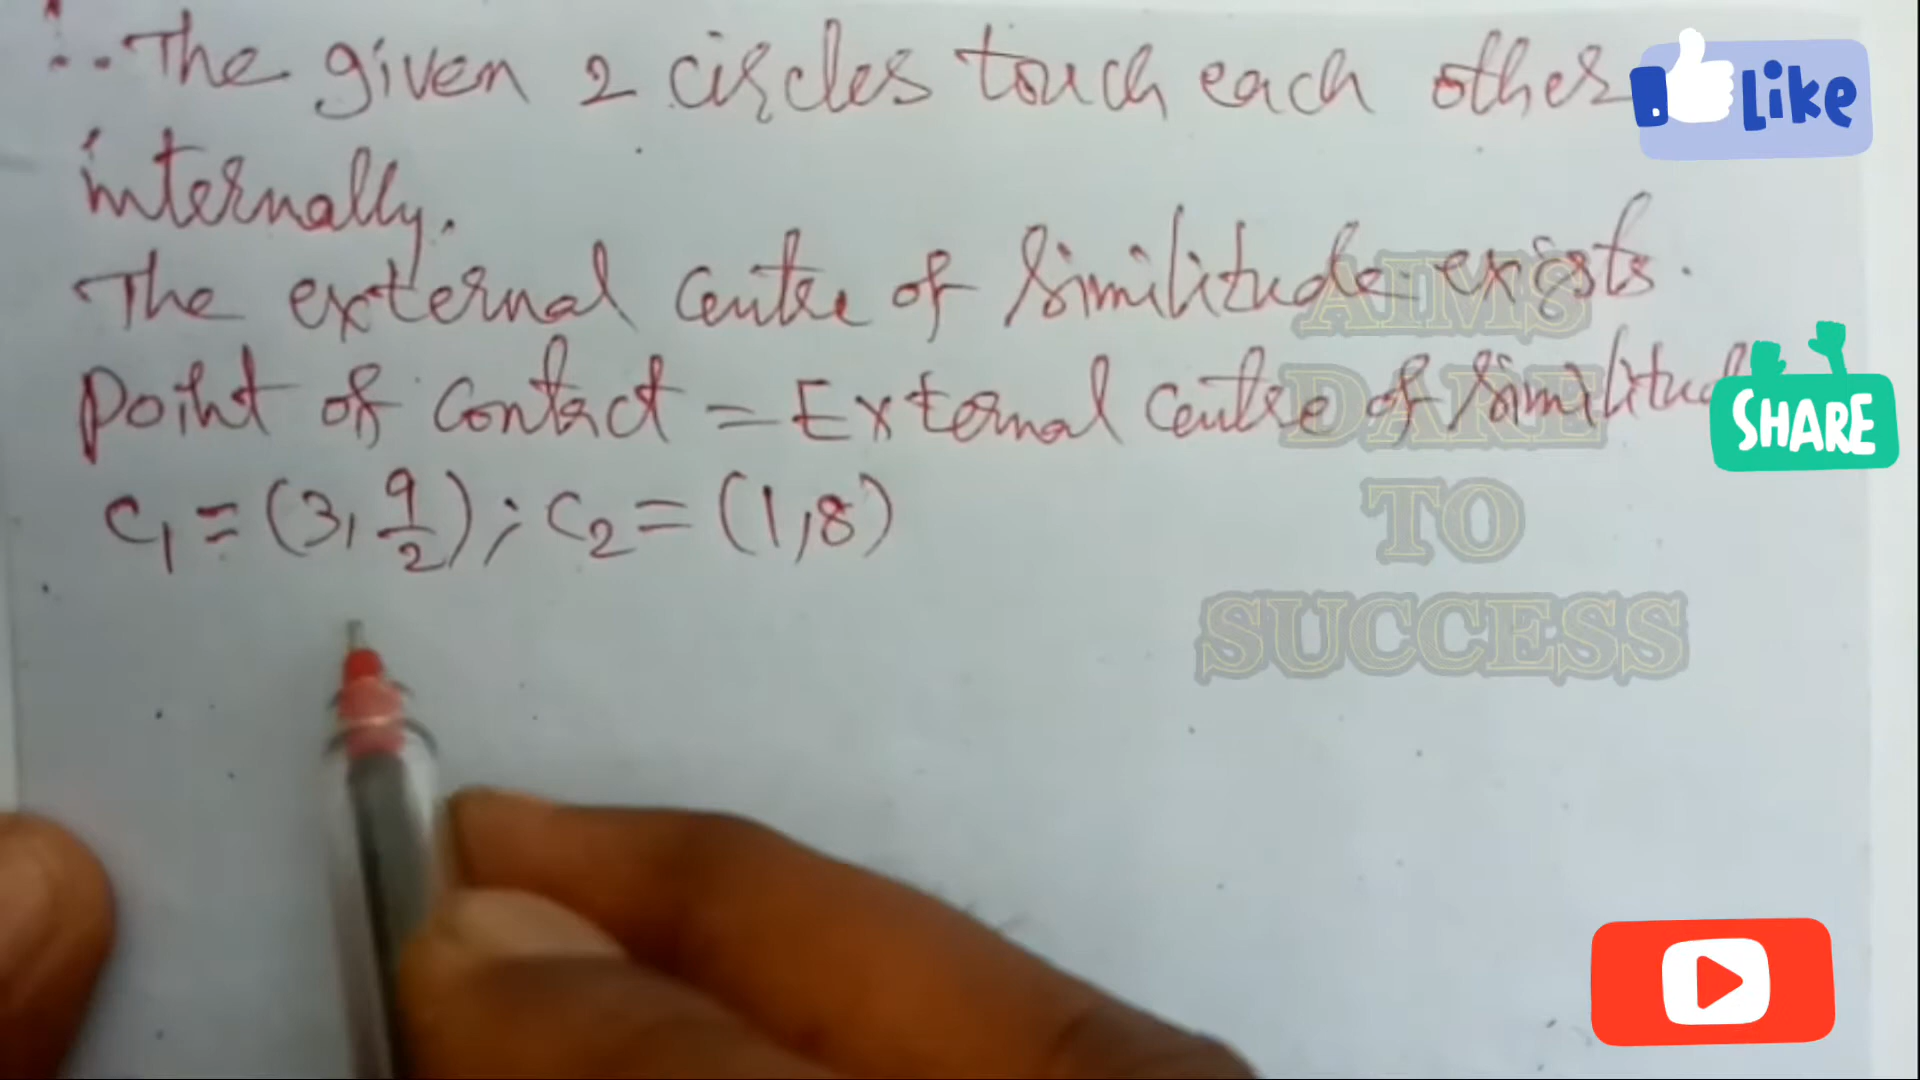 ∴ The given 2 circles touch each other
internally.
The external centre of similitude exists.
Point of contact = External centre of similitud
C₁ = (3, 9/2) ; C₂ = (1, 8)
Like
SHARE
AIMS
DARE
TO
SUCCESS